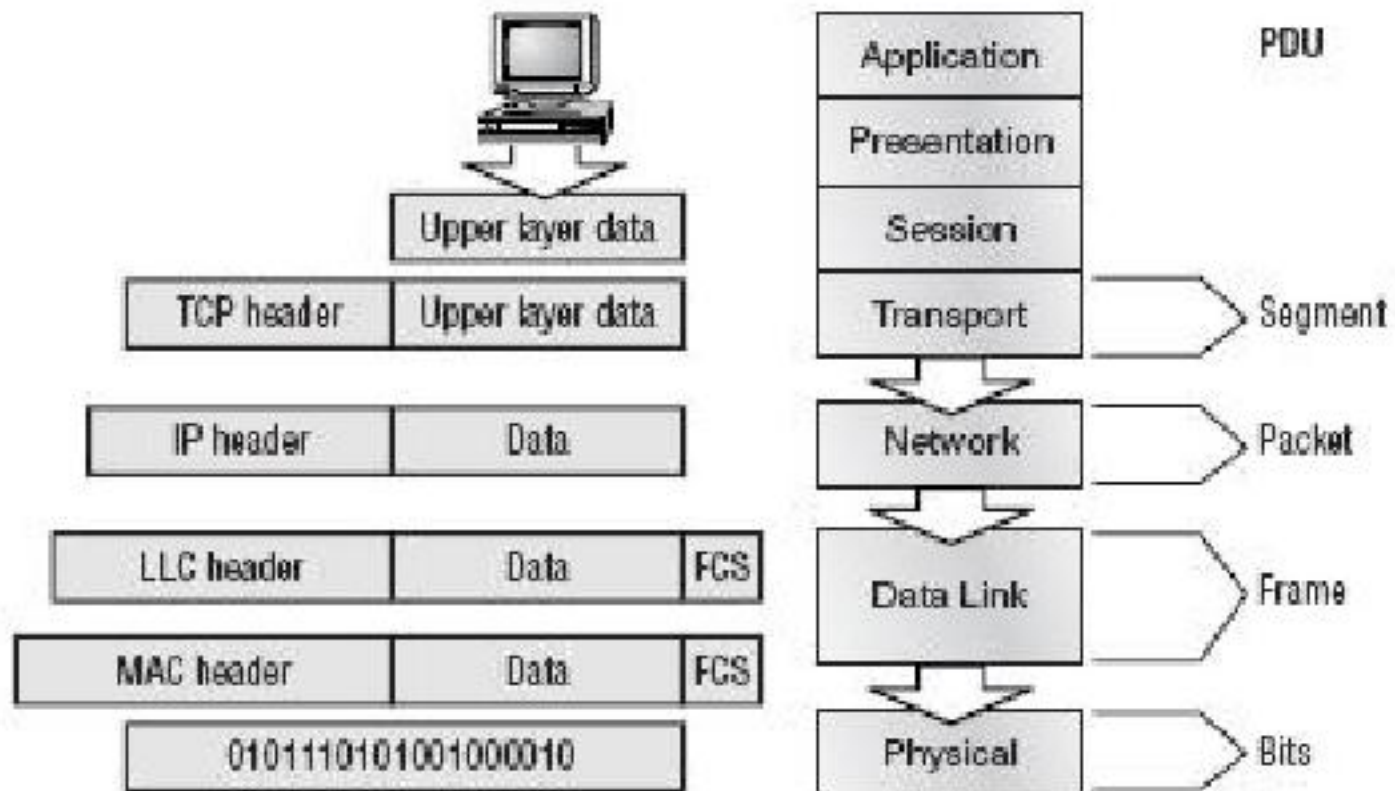 Application
PDU
Presentation
Upper layer data
Session
TCP header
Upper layer data
Transport
Segment
IP header
Data
Network
Packet
LLC header
Data
FCS
Data Link
Frame
MAC header
Data
FCS
0101110101001000010
Physical
Bits